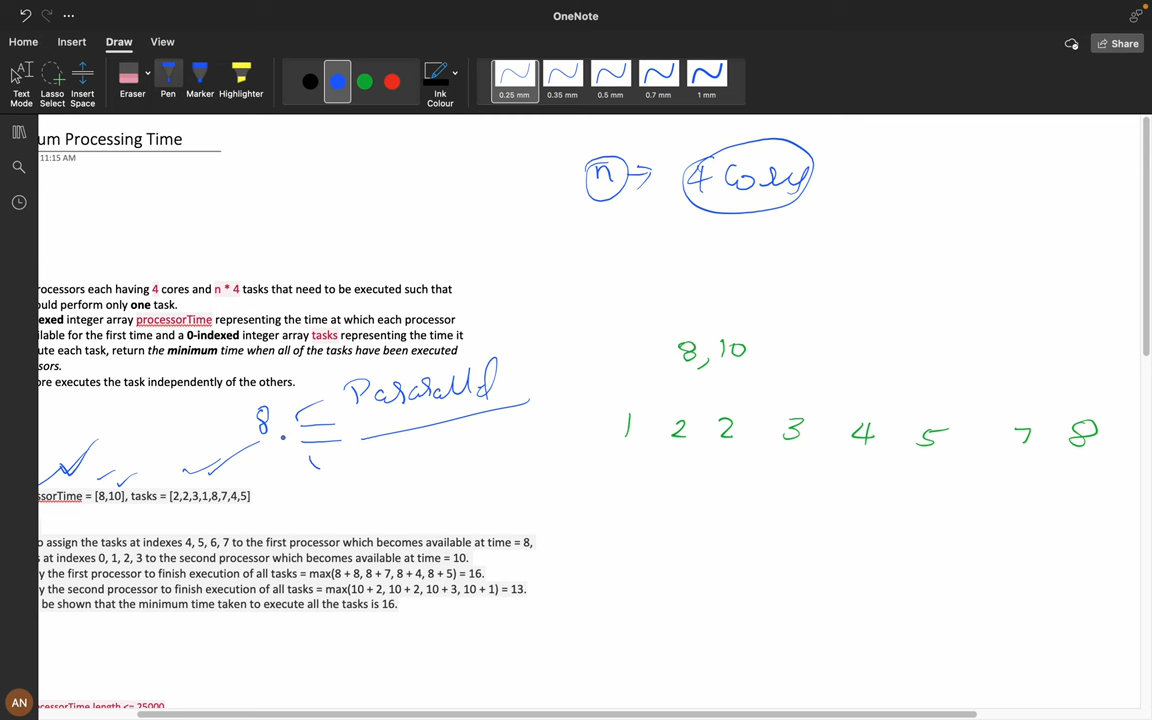 OneNote
Home Insert Draw View
Share
Text Mode
Lasso Select
Insert Space
Eraser
Pen
Marker
Highlighter
Ink Colour
0.25 mm
0.35 mm
0.5 mm
0.7 mm
1 mm
um Processing Time
11:15 AM
n → 4
rocessors each having 4 cores and n * 4 tasks that need to be executed such that
ould perform only one task.
exed integer array processorTime representing the time at which each processor
ilable for the first time and a 0-indexed integer array tasks representing the time it
ute each task, return the minimum time when all of the tasks have been executed
sors.
ore executes the task independently of the others.
8,10
8
1 2 2 3 4 5 7 8
ssorTime = [8,10], tasks = [2,2,3,1,8,7,4,5]
o assign the tasks at indexes 4, 5, 6, 7 to the first processor which becomes available at time = 8,
s at indexes 0, 1, 2, 3 to the second processor which becomes available at time = 10.
y the first processor to finish execution of all tasks = max(8 + 8, 8 + 7, 8 + 4, 8 + 5) = 16.
y the second processor to finish execution of all tasks = max(10 + 2, 10 + 2, 10 + 3, 10 + 1) = 13.
be shown that the minimum time taken to execute all the tasks is 16.
ocessorTime.length <= 25000
AN